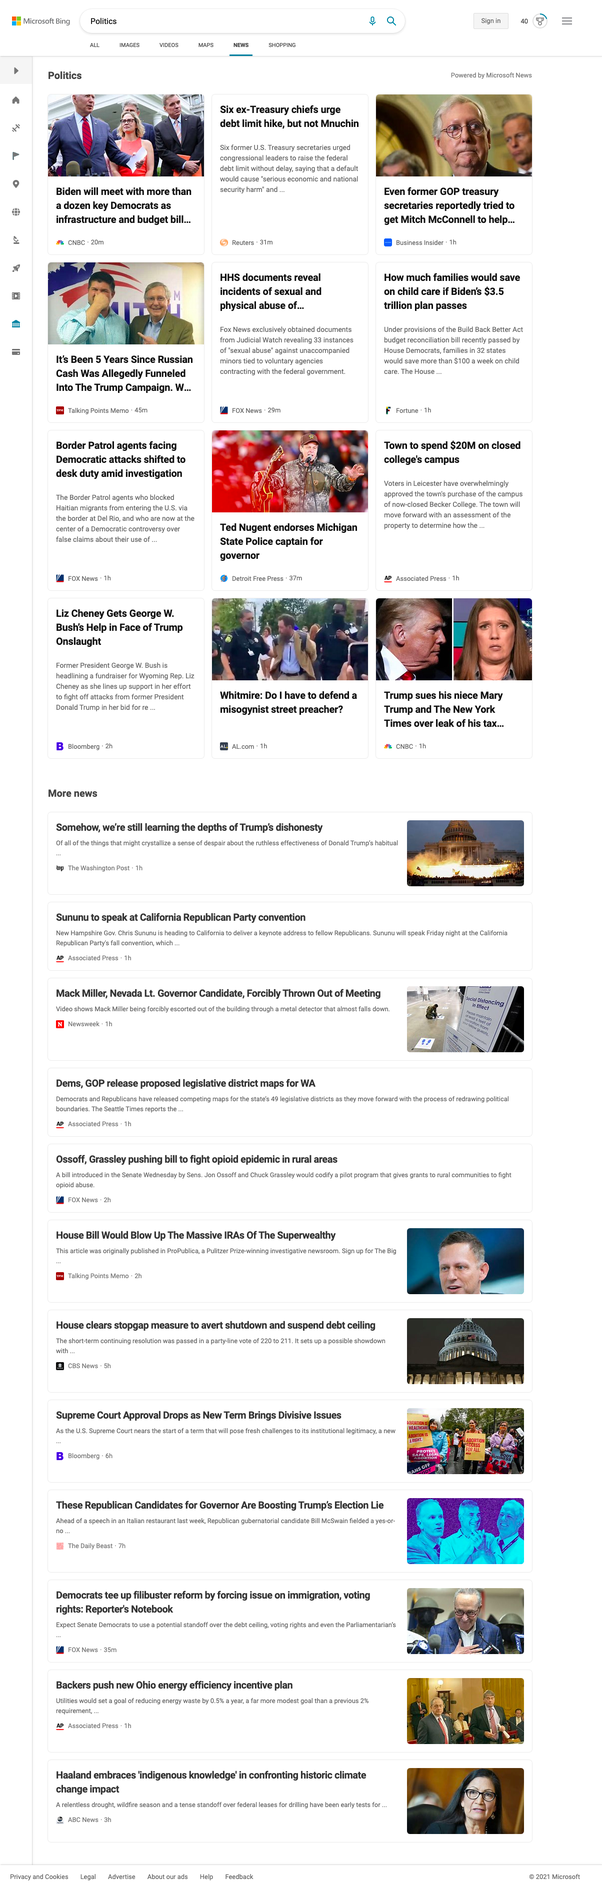 Microsoft Bing
Politics
Sign in
40
ALL IMAGES VIDEOS MAPS NEWS SHOPPING
Politics
Powered by Microsoft News
Biden will meet with more than
a dozen key Democrats as
infrastructure and budget bill...
CNBC · 20m
Six ex-Treasury chiefs urge
debt limit hike, but not Mnuchin
Six former U.S. Treasury secretaries urged
congressional leaders to raise the federal
debt limit without delay, saying that a default
would cause "serious economic and national
security harm" and ...
Reuters · 31m
Even former GOP treasury
secretaries reportedly tried to
get Mitch McConnell to help...
Business Insider · 1h
It's Been 5 Years Since Russian
Cash Was Allegedly Funneled
Into The Trump Campaign. W...
Talking Points Memo · 45m
HHS documents reveal
incidents of sexual and
physical abuse of...
Fox News exclusively obtained documents
from Judicial Watch revealing 33 instances
of "sexual abuse" against unaccompanied
minors tied to voluntary agencies
contracting with the federal government.
FOX News · 29m
How much families would save
on child care if Biden's $3.5
trillion plan passes
Under provisions of the Build Back Better Act
budget reconciliation bill recently passed by
House Democrats, families in 32 states
would save more than $100 a week on child
care. The House ...
Fortune · 1h
Border Patrol agents facing
Democratic attacks shifted to
desk duty amid investigation
The Border Patrol agents who blocked
Haitian migrants from entering the U.S. via
the border at Del Rio, and who are now at the
center of a Democratic controversy over
false claims about their use of ...
FOX News · 1h
Ted Nugent endorses Michigan
State Police captain for
governor
Detroit Free Press · 37m
Town to spend $20M on closed
college's campus
Voters in Leicester have overwhelmingly
approved the town's purchase of the campus
of now-closed Becker College. The town will
move forward with an assessment of the
property to determine how the ...
AP Associated Press · 1h
Liz Cheney Gets George W.
Bush's Help in Face of Trump
Onslaught
Former President George W. Bush is
headlining a fundraiser for Wyoming Rep. Liz
Cheney as she lines up support in her effort
to fight off attacks from former President
Donald Trump in her bid for re ...
B Bloomberg · 2h
Whitmire: Do I have to defend a
misogynist street preacher?
AL.com · 1h
Trump sues his niece Mary
Trump and The New York
Times over leak of his tax...
CNBC · 1h
More news
Somehow, we're still learning the depths of Trump's dishonesty
Of all of the things that might crystallize a sense of despair about the ruthless effectiveness of Donald Trump's habitual
...
wp The Washington Post · 1h
Sununu to speak at California Republican Party convention
New Hampshire Gov. Chris Sununu is heading to California to deliver a keynote address to fellow Republicans. Sununu will speak Friday night at the California
Republican Party's fall convention, which ...
AP Associated Press · 1h
Mack Miller, Nevada Lt. Governor Candidate, Forcibly Thrown Out of Meeting
Video shows Mack Miller being forcibly escorted out of the building through a metal detector that almost falls down.
N Newsweek · 1h
Social Distancing
in Effect
Dems, GOP release proposed legislative district maps for WA
Democrats and Republicans have released competing maps for the state's 49 legislative districts as they move forward with the process of redrawing political
boundaries. The Seattle Times reports the ...
AP Associated Press · 1h
Ossoff, Grassley pushing bill to fight opioid epidemic in rural areas
A bill introduced in the Senate Wednesday by Sens. Jon Ossoff and Chuck Grassley would codify a pilot program that gives grants to rural communities to fight
opioid abuse.
FOX News · 2h
House Bill Would Blow Up The Massive IRAs Of The Superwealthy
This article was originally published in ProPublica, a Pulitzer Prize-winning investigative newsroom. Sign up for The Big
...
Talking Points Memo · 2h
House clears stopgap measure to avert shutdown and suspend debt ceiling
The short-term continuing resolution was passed in a party-line vote of 220 to 211. It sets up a possible showdown
with ...
CBS News · 5h
Supreme Court Approval Drops as New Term Brings Divisive Issues
As the U.S. Supreme Court nears the start of a term that will pose fresh challenges to its institutional legitimacy, a new
...
B Bloomberg · 6h
These Republican Candidates for Governor Are Boosting Trump's Election Lie
Ahead of a speech in an Italian restaurant last week, Republican gubernatorial candidate Bill McSwain fielded a yes-or-
no ...
The Daily Beast · 7h
Democrats tee up filibuster reform by forcing issue on immigration, voting
rights: Reporter's Notebook
Expect Senate Democrats to use a potential standoff over the debt ceiling, voting rights and even the Parliamentarian's
...
FOX News · 35m
Backers push new Ohio energy efficiency incentive plan
Utilities would set a goal of reducing energy waste by 0.5% a year, a far more modest goal than a previous 2%
requirement, ...
AP Associated Press · 1h
Haaland embraces 'indigenous knowledge' in confronting historic climate
change impact
A relentless drought, wildfire season and a tense standoff over federal leases for drilling have been early tests for ...
ABC News · 3h
Privacy and Cookies Legal Advertise About our ads Help Feedback
© 2021 Microsoft